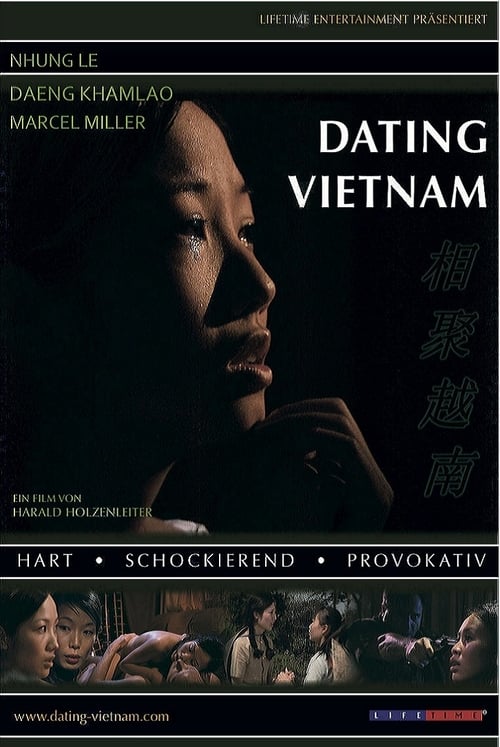 LIFETIME ENTERTAINMENT PRÄSENTIERT
NHUNG LE
DAENG KHAMLAO
MARCEL MILLER
DATING
VIETNAM
相
聚
越
南
EIN FILM VON
HARALD HOLZENLEITER
HART • SCHOCKIEREND • PROVOKATIV
www.dating-vietnam.com
LIFETIME